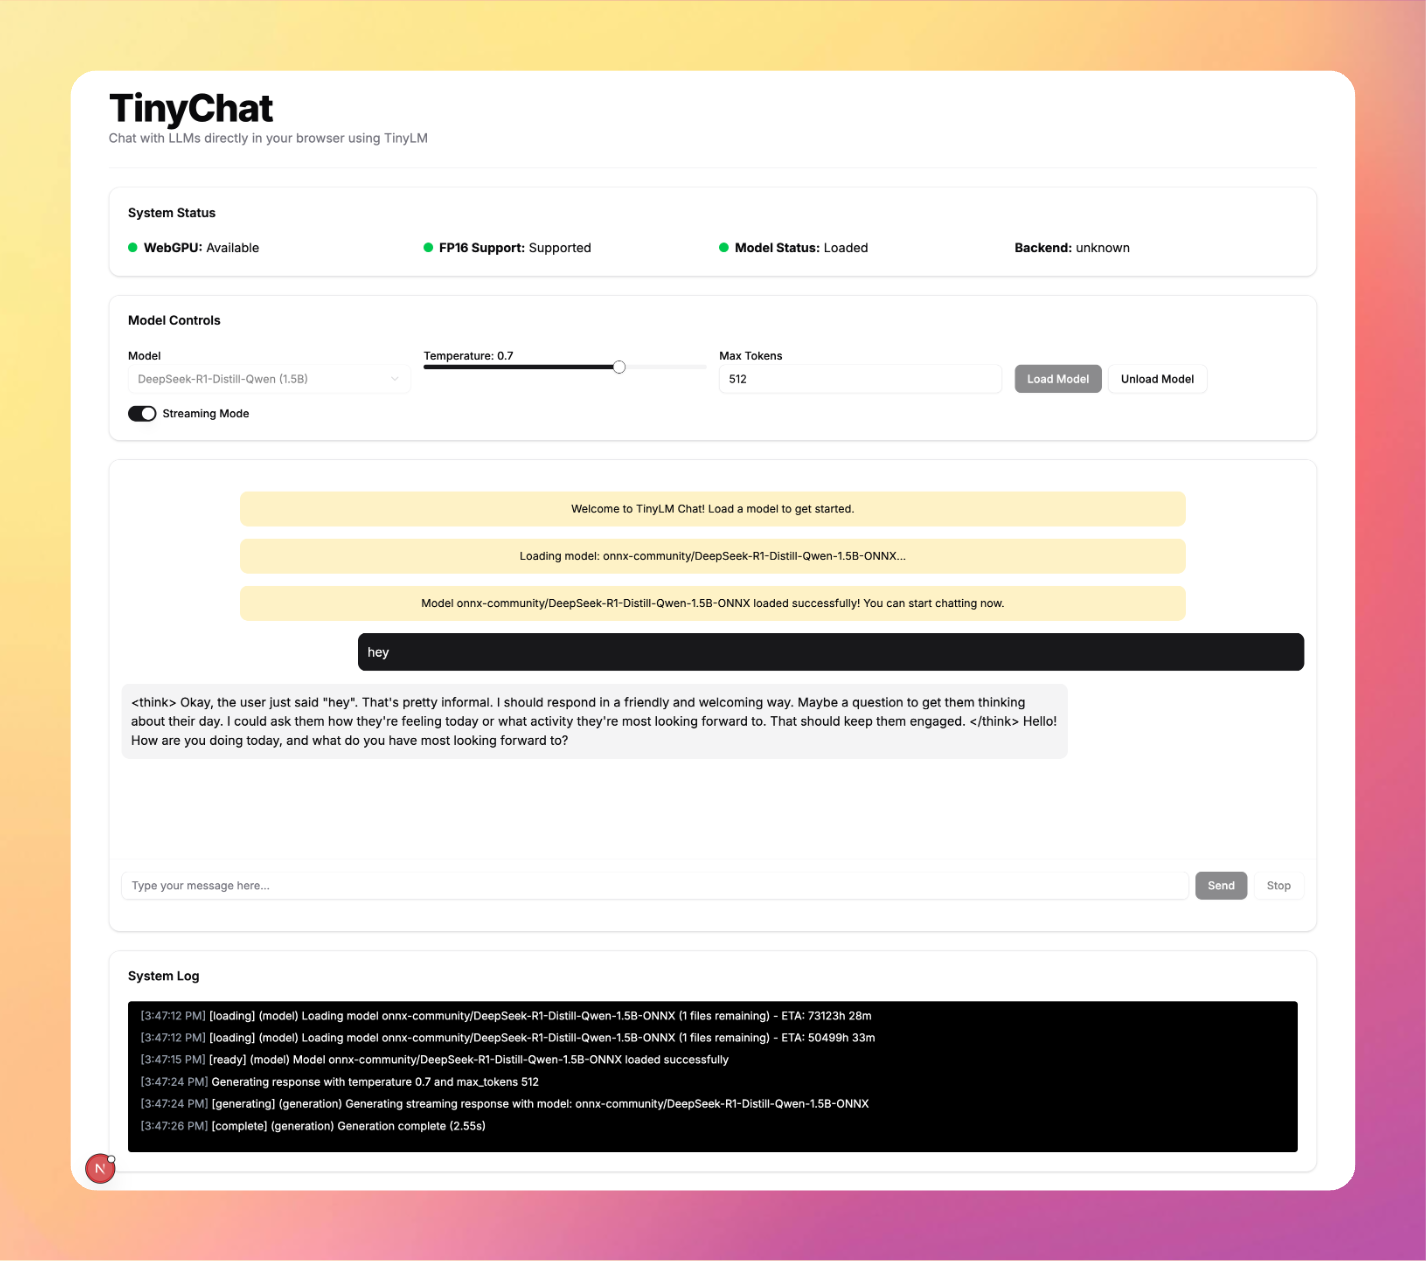 TinyChat
Chat with LLMs directly in your browser using TinyLM
System Status
WebGPU: Available
FP16 Support: Supported
Model Status: Loaded
Backend: unknown
Model Controls
Model
DeepSeek-R1-Distill-Qwen (1.5B)
Temperature: 0.7
Max Tokens
512
Load Model
Unload Model
Streaming Mode
Welcome to TinyLM Chat! Load a model to get started.
Loading model: onnx-community/DeepSeek-R1-Distill-Qwen-1.5B-ONNX...
Model onnx-community/DeepSeek-R1-Distill-Qwen-1.5B-ONNX loaded successfully! You can start chatting now.
hey
<think> Okay, the user just said "hey". That's pretty informal. I should respond in a friendly and welcoming way. Maybe a question to get them thinking
about their day. I could ask them how they're feeling today or what activity they're most looking forward to. That should keep them engaged. </think> Hello!
How are you doing today, and what do you have most looking forward to?
Type your message here...
Send
Stop
System Log
[3:47:12 PM] [loading] (model) Loading model onnx-community/DeepSeek-R1-Distill-Qwen-1.5B-ONNX (1 files remaining) - ETA: 73123h 28m
[3:47:12 PM] [loading] (model) Loading model onnx-community/DeepSeek-R1-Distill-Qwen-1.5B-ONNX (1 files remaining) - ETA: 50499h 33m
[3:47:15 PM] [ready] (model) Model onnx-community/DeepSeek-R1-Distill-Qwen-1.5B-ONNX loaded successfully
[3:47:24 PM] Generating response with temperature 0.7 and max_tokens 512
[3:47:24 PM] [generating] (generation) Generating streaming response with model: onnx-community/DeepSeek-R1-Distill-Qwen-1.5B-ONNX
[3:47:26 PM] [complete] (generation) Generation complete (2.55s)
N